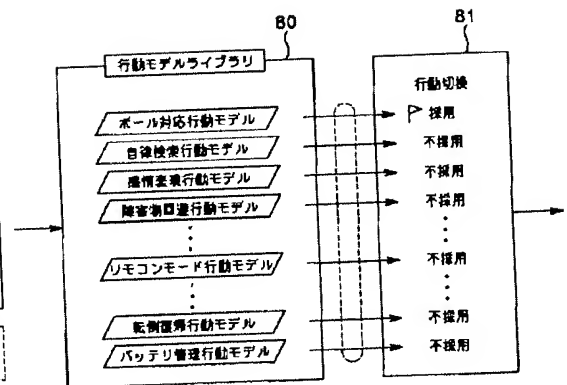 80
81
行動モデルライブラリ
行動切換
ボール対応行動モデル
採用
自律検索行動モデル
不採用
感情表現行動モデル
不採用
障害物回避行動モデル
不採用
リモコンモード行動モデル
不採用
転倒復帰行動モデル
不採用
バッテリ管理行動モデル
不採用